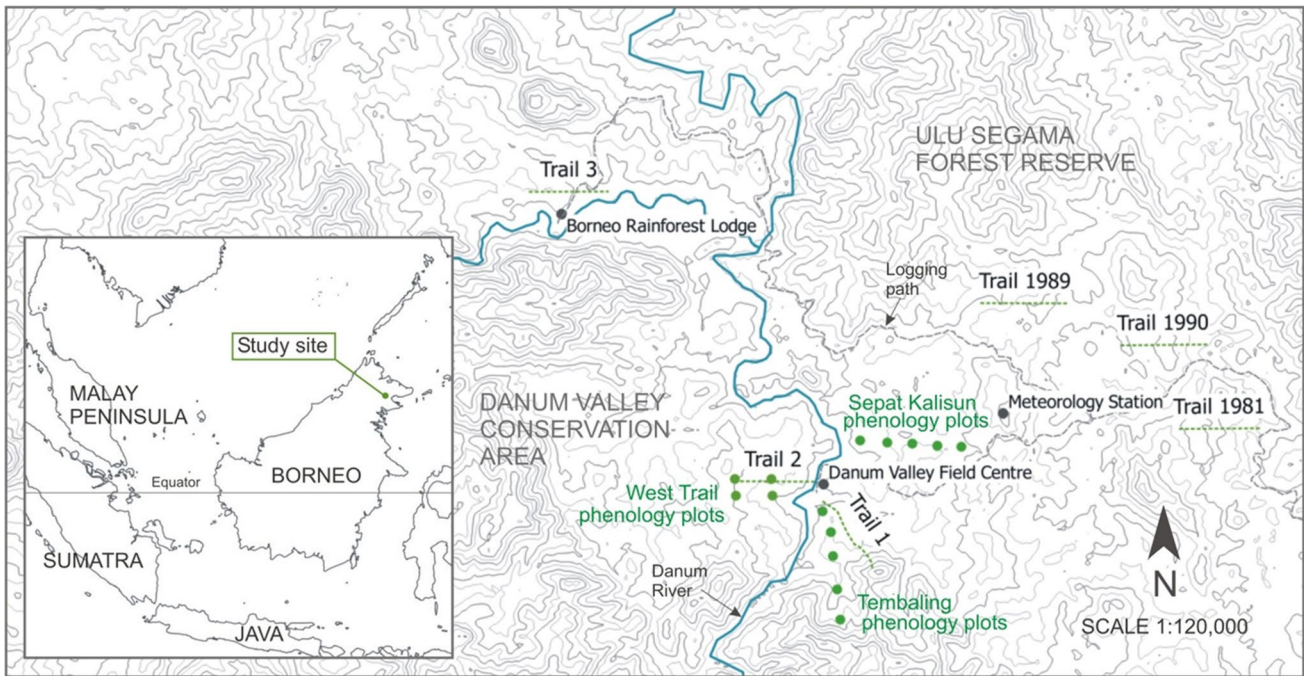 ULU SEGAMA
FOREST RESERVE
Trail 3
Borneo Rainforest Lodge
Logging
path
Trail 1989
Trail 1990
Study site
MALAY
PENINSULA
DANUM VALLEY
CONSERVATION
AREA
Sepat Kalisun
phenology plots
Meteorology Station
Trail 1981
BORNEO
Equator
Trail 2
Danum Valley Field Centre
West Trail
phenology plots
Trail 1
SUMATRA
Danum
River
Tembaling
phenology plots
N
JAVA
SCALE 1:120,000